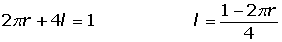 2πr + 4l = 1    l = (1 − 2πr)/4